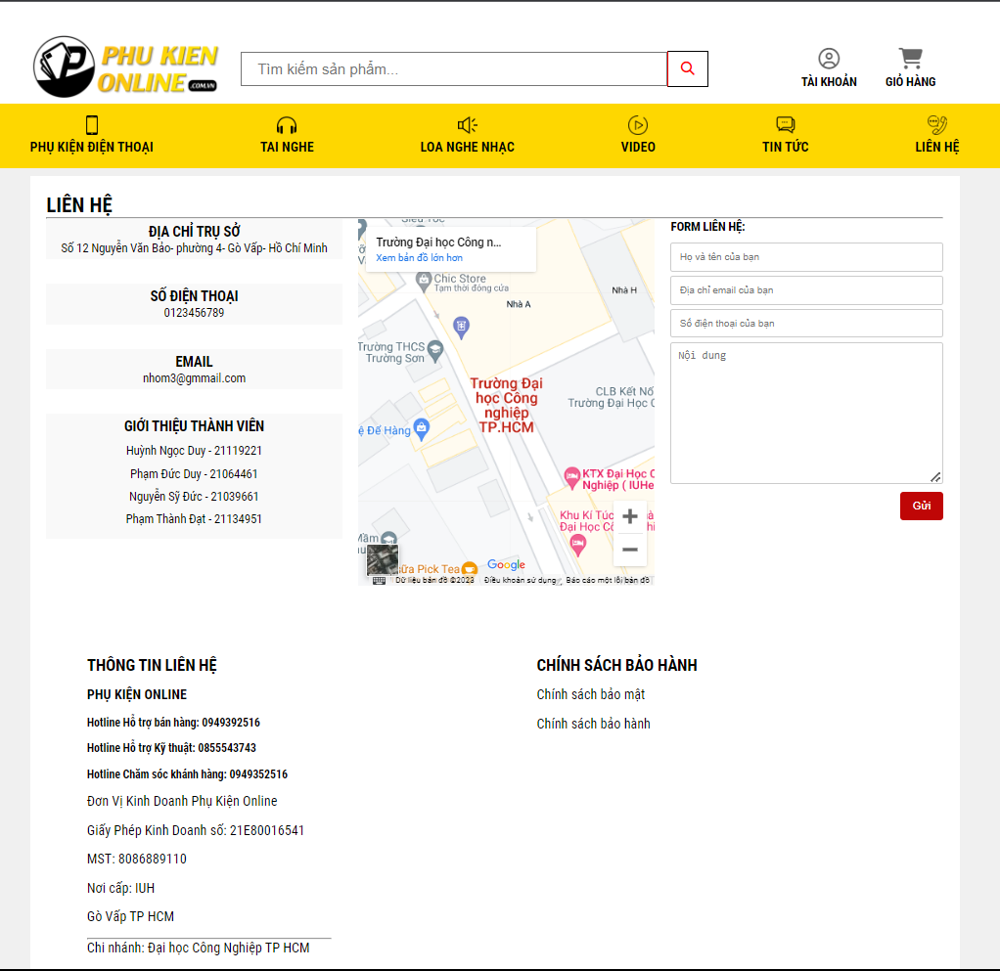 PHU KIEN
ONLINE .COM.VN
Tìm kiếm sản phẩm...
TÀI KHOẢN
GIỎ HÀNG
PHỤ KIỆN ĐIỆN THOẠI
TAI NGHE
LOA NGHE NHẠC
VIDEO
TIN TỨC
LIÊN HỆ
LIÊN HỆ
ĐỊA CHỈ TRỤ SỞ
Số 12 Nguyễn Văn Bảo- phường 4- Gò Vấp- Hồ Chí Minh
SỐ ĐIỆN THOẠI
0123456789
EMAIL
nhom3@gmmail.com
GIỚI THIỆU THÀNH VIÊN
Huỳnh Ngọc Duy - 21119221
Phạm Đức Duy - 21064461
Nguyễn Sỹ Đức - 21039661
Phạm Thành Đạt - 21134951
Trường Đại học Công n...
Xem bản đồ lớn hơn
Chic Store
Tạm thời đóng cửa
Nhà H
Nhà A
Trường THCS
Trường Sơn
Trường Đại
học Công
nghiệp
TP.HCM
CLB Kết Nố
Trường Đại Học C
ệ Đế Hàng
KTX Đại Học C
Nghiệp ( IUHe
Khu Kí Túc
Đại Học Cô
Mầm
sữa Pick Tea
Google
Dữ liệu bản đồ ©2023
Điều khoản sử dụng
Báo cáo một lỗi bản đồ
FORM LIÊN HỆ:
Họ và tên của bạn
Địa chỉ email của bạn
Số điện thoại của bạn
Nội dung
Gửi
THÔNG TIN LIÊN HỆ
PHỤ KIỆN ONLINE
Hotline Hỗ trợ bán hàng: 0949392516
Hotline Hỗ trợ Kỹ thuật: 0855543743
Hotline Chăm sóc khánh hàng: 0949352516
Đơn Vị Kinh Doanh Phụ Kiện Online
Giấy Phép Kinh Doanh số: 21E80016541
MST: 8086889110
Nơi cấp: IUH
Gò Vấp TP HCM
Chi nhánh: Đại học Công Nghiệp TP HCM
CHÍNH SÁCH BẢO HÀNH
Chính sách bảo mật
Chính sách bảo hành